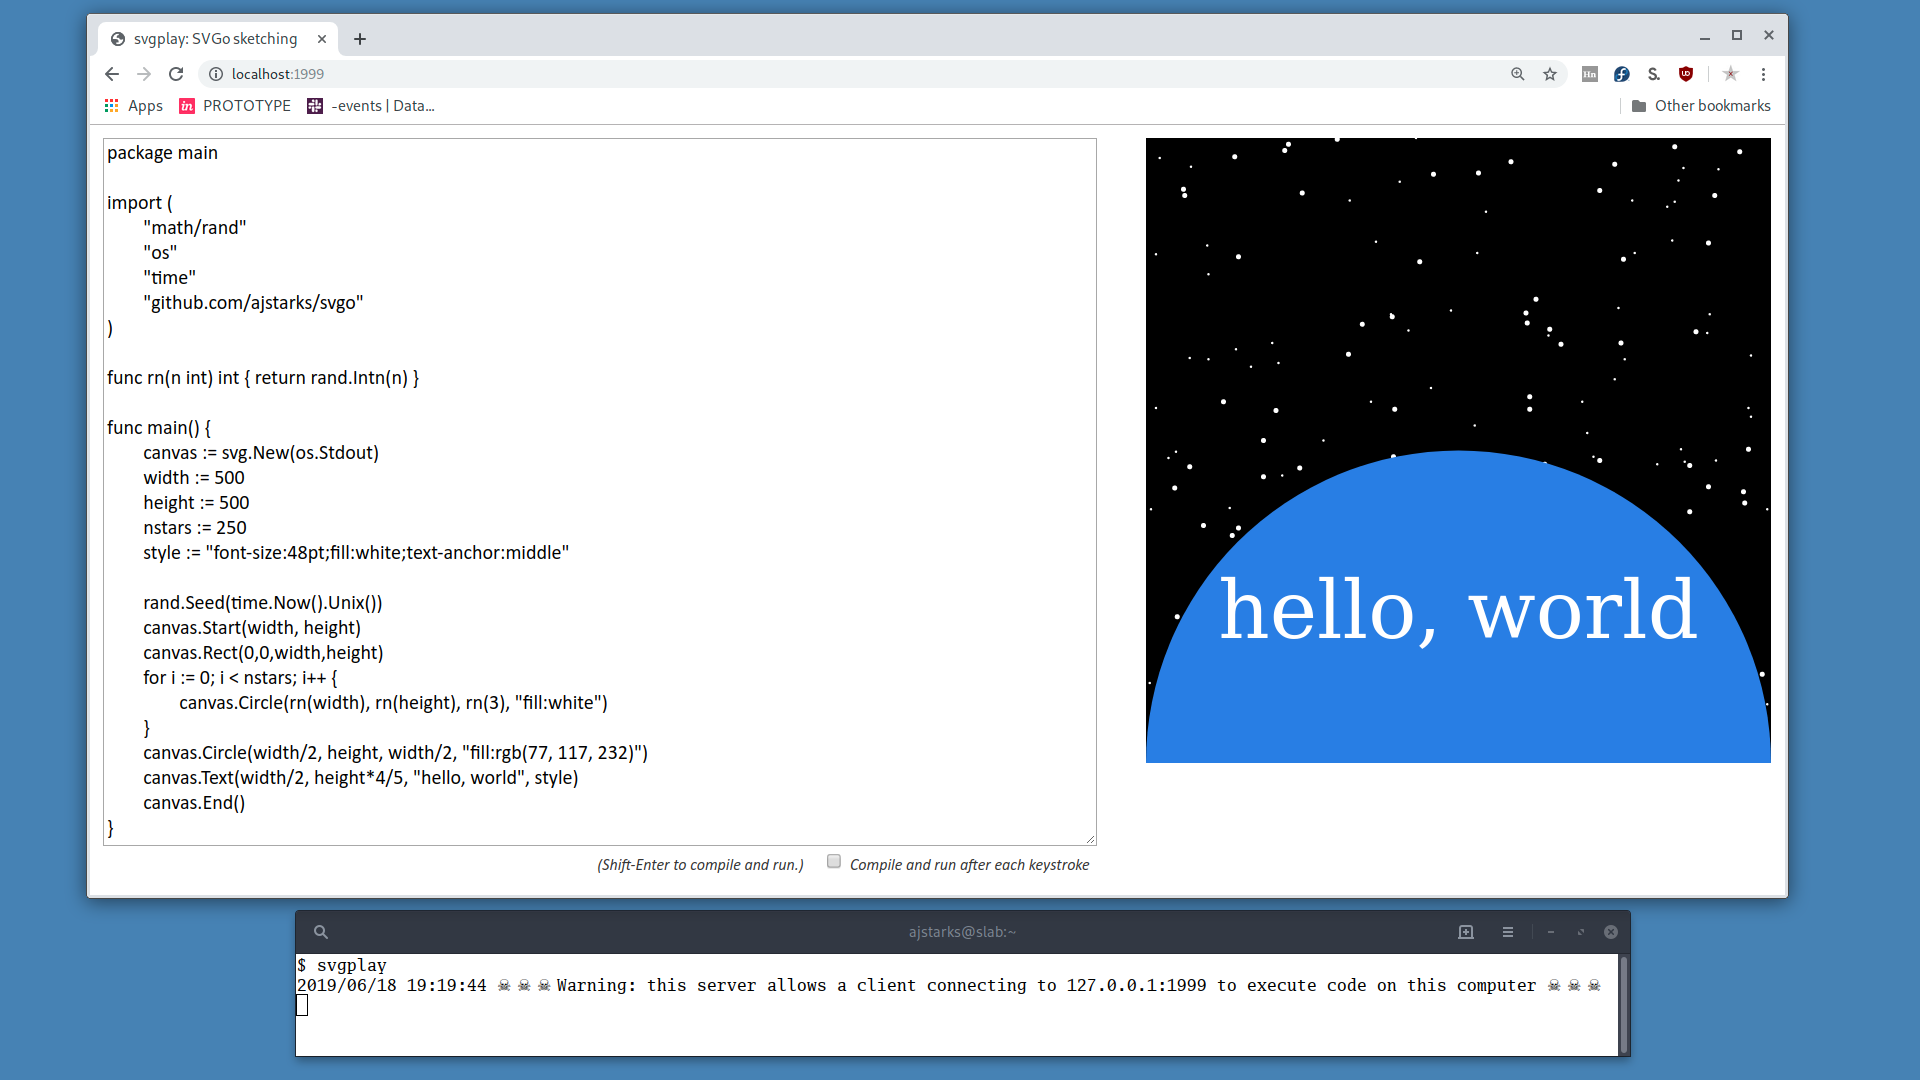 svgplay: SVGo sketching
localhost:1999
Hn
S.
Apps
in PROTOTYPE
-events | Data...
Other bookmarks
package main
import (
"math/rand"
"os"
"time"
"github.com/ajstarks/svgo"
)
func rn(n int) int { return rand.Intn(n) }
func main() {
canvas := svg.New(os.Stdout)
width := 500
height := 500
nstars := 250
style := "font-size:48pt;fill:white;text-anchor:middle"
rand.Seed(time.Now().Unix())
canvas.Start(width, height)
canvas.Rect(0,0,width,height)
for i := 0; i < nstars; i++ {
canvas.Circle(rn(width), rn(height), rn(3), "fill:white")
}
canvas.Circle(width/2, height, width/2, "fill:rgb(77, 117, 232)")
canvas.Text(width/2, height*4/5, "hello, world", style)
canvas.End()
}
(Shift-Enter to compile and run.) Compile and run after each keystroke
hello, world
ajstarks@slab:~
$ svgplay
2019/06/18 19:19:44 ☠☠☠Warning: this server allows a client connecting to 127.0.0.1:1999 to execute code on this computer ☠☠☠